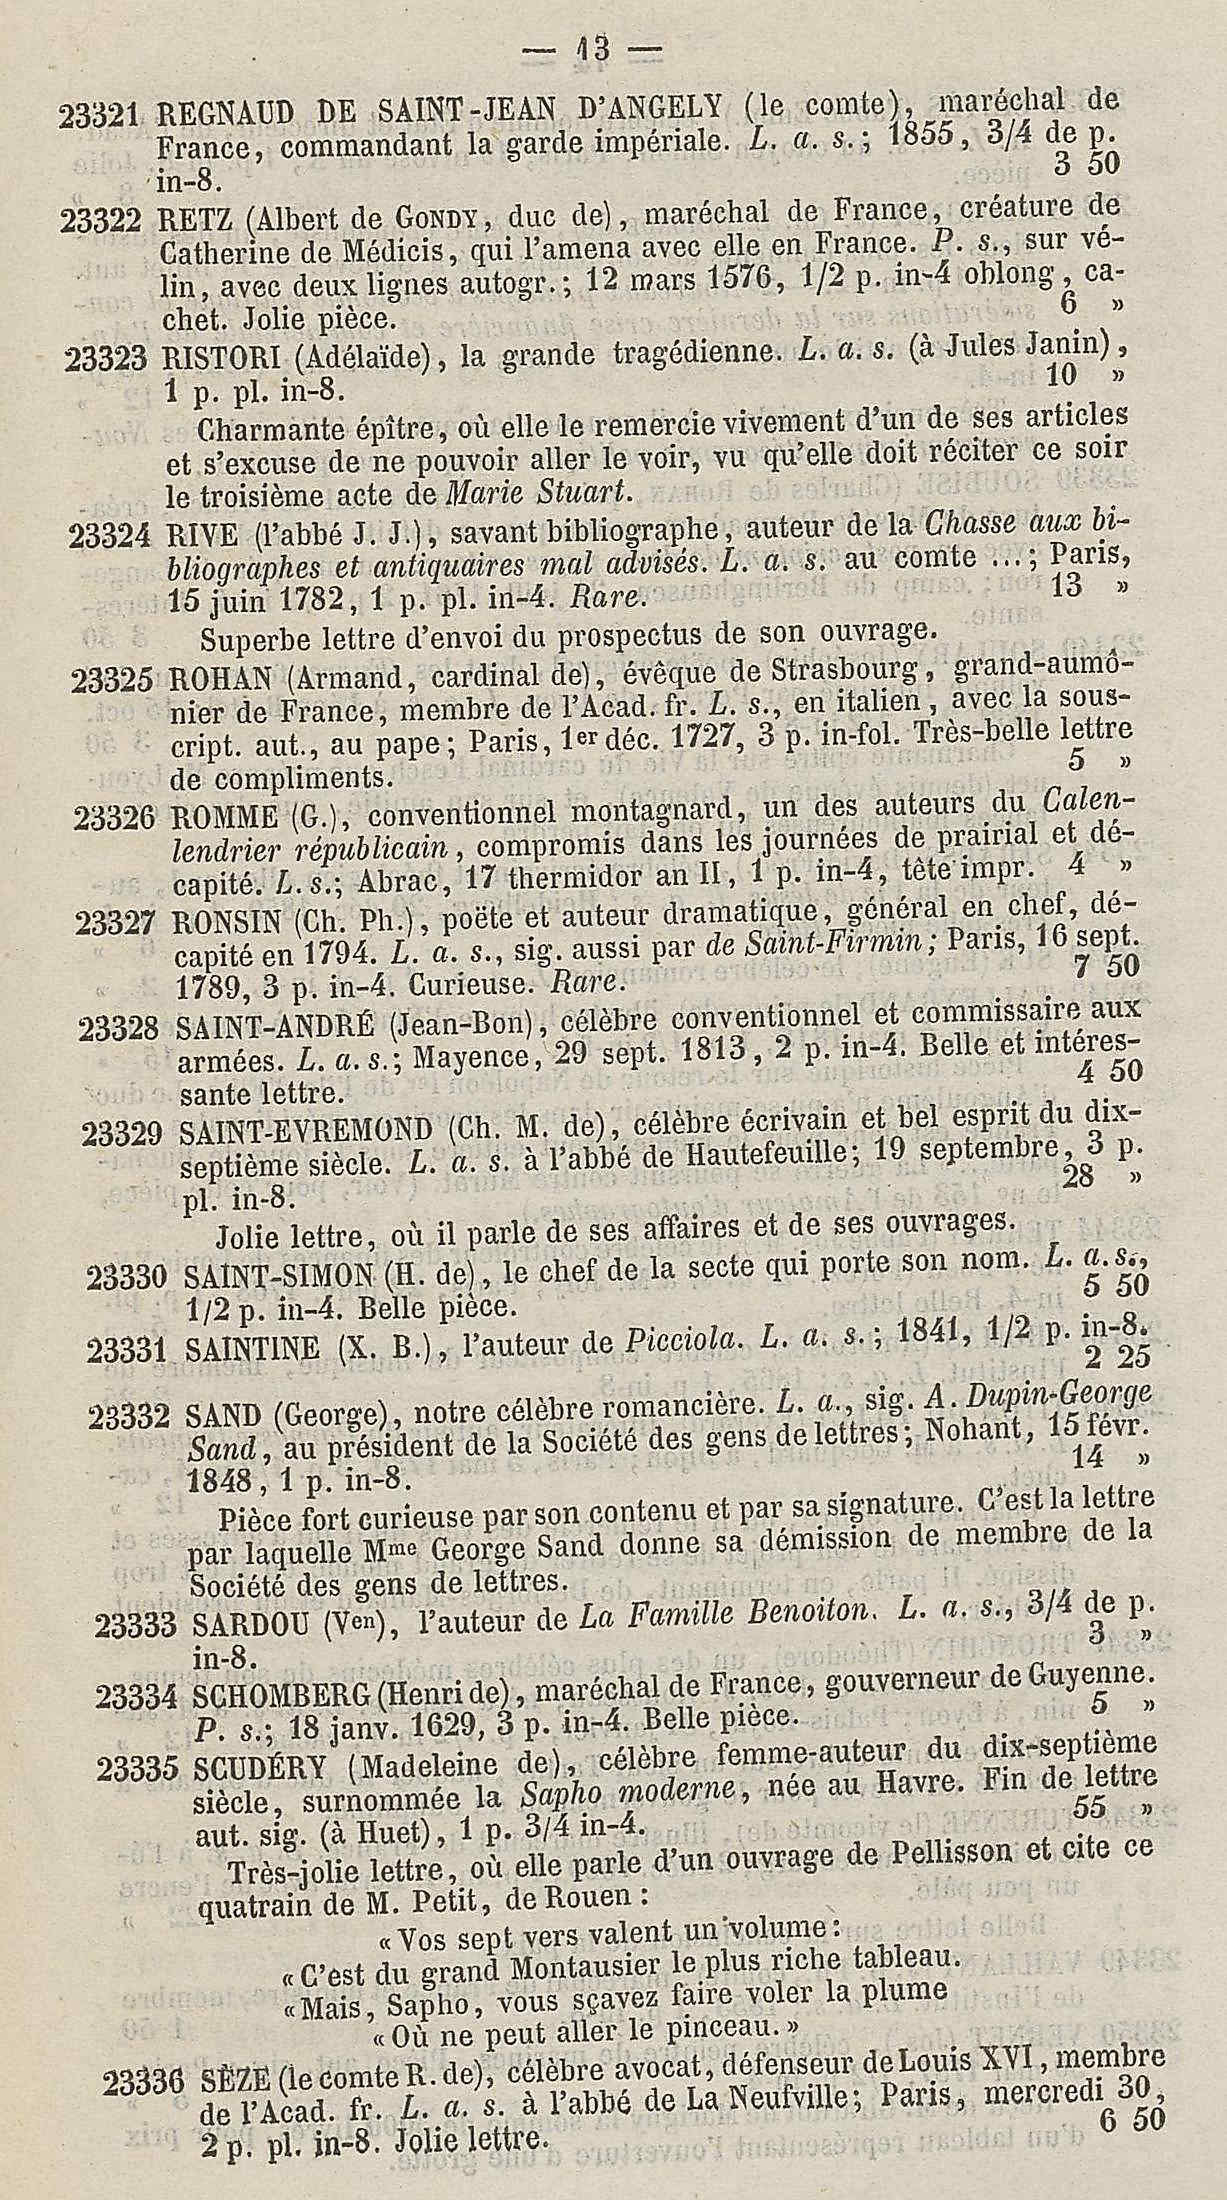 — 13 —
23321 REGNAUD DE SAINT-JEAN D'ANGELY (le comte), maréchal de
France, commandant la garde impériale. L. a. s.; 1855, 3/4 de p.
in-8. 3 50
23322 RETZ (Albert de GONDY, duc de), maréchal de France, créature de
Catherine de Médicis, qui l'amena avec elle en France. P. s., sur vé-
lin, avec deux lignes autogr.; 12 mars 1576, 1/2 p. in-4 oblong, ca-
chet. Jolie pièce. 6 »
23323 RISTORI (Adélaïde), la grande tragédienne. L. a. s. (à Jules Janin),
1 p. pl. in-8. 10 »
Charmante épître, où elle le remercie vivement d'un de ses articles
et s'excuse de ne pouvoir aller le voir, vu qu'elle doit réciter ce soir
le troisième acte de Marie Stuart.
23324 RIVE (l'abbé J. J.), savant bibliographe, auteur de la Chasse aux bi-
bliographes et antiquaires mal advisés. L. a. s. au comte ...; Paris,
15 juin 1782, 1 p. pl. in-4. Rare. 13 »
Superbe lettre d'envoi du prospectus de son ouvrage.
23325 ROHAN (Armand, cardinal de), évêque de Strasbourg, grand-aumô-
nier de France, membre de l'Acad. fr. L. s., en italien, avec la sous-
cript. aut., au pape; Paris, 1er déc. 1727, 3 p. in-fol. Très-belle lettre
de compliments. 5 »
23326 ROMME (G.), conventionnel montagnard, un des auteurs du Calen-
lendrier républicain, compromis dans les journées de prairial et dé-
capité. L. s.; Abrac, 17 thermidor an II, 1 p. in-4, tête impr. 4 »
23327 RONSIN (Ch. Ph.), poëte et auteur dramatique, général en chef, dé-
capité en 1794. L. a. s., sig. aussi par de Saint-Firmin; Paris, 16 sept.
1789, 3 p. in-4. Curieuse. Rare. 7 50
23328 SAINT-ANDRÉ (Jean-Bon), célèbre conventionnel et commissaire aux
armées. L. a. s.; Mayence, 29 sept. 1813, 2 p. in-4. Belle et intéres-
sante lettre. 4 50
23329 SAINT-EVREMOND (Ch. M. de), célèbre écrivain et bel esprit du dix-
septième siècle. L. a. s. à l'abbé de Hautefeuille; 19 septembre, 3 p.
pl. in-8. 28 »
Jolie lettre, où il parle de ses affaires et de ses ouvrages.
23330 SAINT-SIMON (H. de), le chef de la secte qui porte son nom. L. a. s.,
1/2 p. in-4. Belle pièce. 5 50
23331 SAINTINE (X. B.), l'auteur de Picciola. L. a. s.; 1841, 1/2 p. in-8.
2 25
23332 SAND (George), notre célèbre romancière. L. a., sig. A. Dupin-George
Sand, au président de la Société des gens de lettres; Nohant, 15 févr.
1848, 1 p. in-8. 14 »
Pièce fort curieuse par son contenu et par sa signature. C'est la lettre
par laquelle Mme George Sand donne sa démission de membre de la
Société des gens de lettres.
23333 SARDOU (Ven), l'auteur de La Famille Benoiton. L. a. s., 3/4 de p.
in-8. 3 »
23334 SCHOMBERG (Henri de), maréchal de France, gouverneur de Guyenne.
P. s.; 18 janv. 1629, 3 p. in-4. Belle pièce. 5 »
23335 SCUDÉRY (Madeleine de), célèbre femme-auteur du dix-septième
siècle, surnommée la Sapho moderne, née au Havre. Fin de lettre
aut. sig. (à Huet), 1 p. 3/4 in-4. 55 »
Très-jolie lettre, où elle parle d'un ouvrage de Pellisson et cite ce
quatrain de M. Petit, de Rouen :
« Vos sept vers valent un volume :
« C'est du grand Montausier le plus riche tableau.
« Mais, Sapho, vous sçavez faire voler la plume
« Où ne peut aller le pinceau. »
23336 SÈZE (le comte R. de), célèbre avocat, défenseur de Louis XVI, membre
de l'Acad. fr. L. a. s. à l'abbé de La Neufville; Paris, mercredi 30,
2 p. pl. in-8. Jolie lettre. 6 50